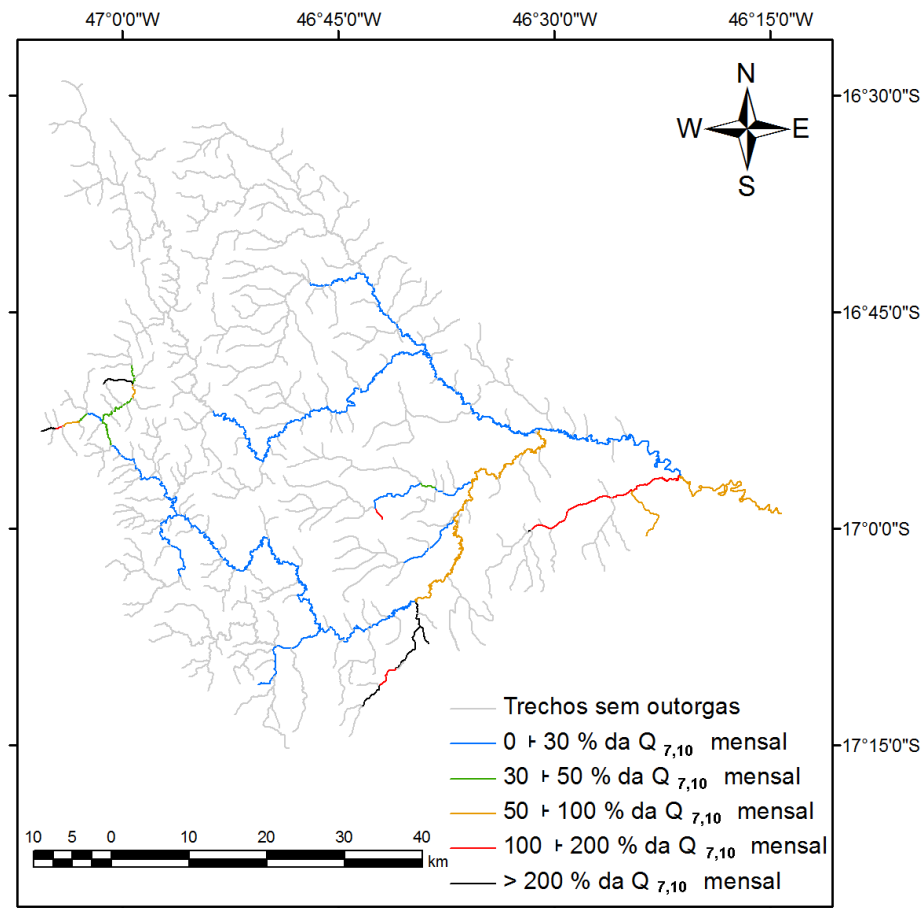 47°0'0"W 46°45'0"W 46°30'0"W 46°15'0"W
16°30'0"S
N
W E
S
16°45'0"S
17°0'0"S
17°15'0"S
Trechos sem outorgas
0 ⊦ 30 % da Q 7,10 mensal
30 ⊦ 50 % da Q 7,10 mensal
50 ⊦ 100 % da Q 7,10 mensal
100 ⊦ 200 % da Q 7,10 mensal
> 200 % da Q 7,10 mensal
10 5 0 10 20 30 40
km